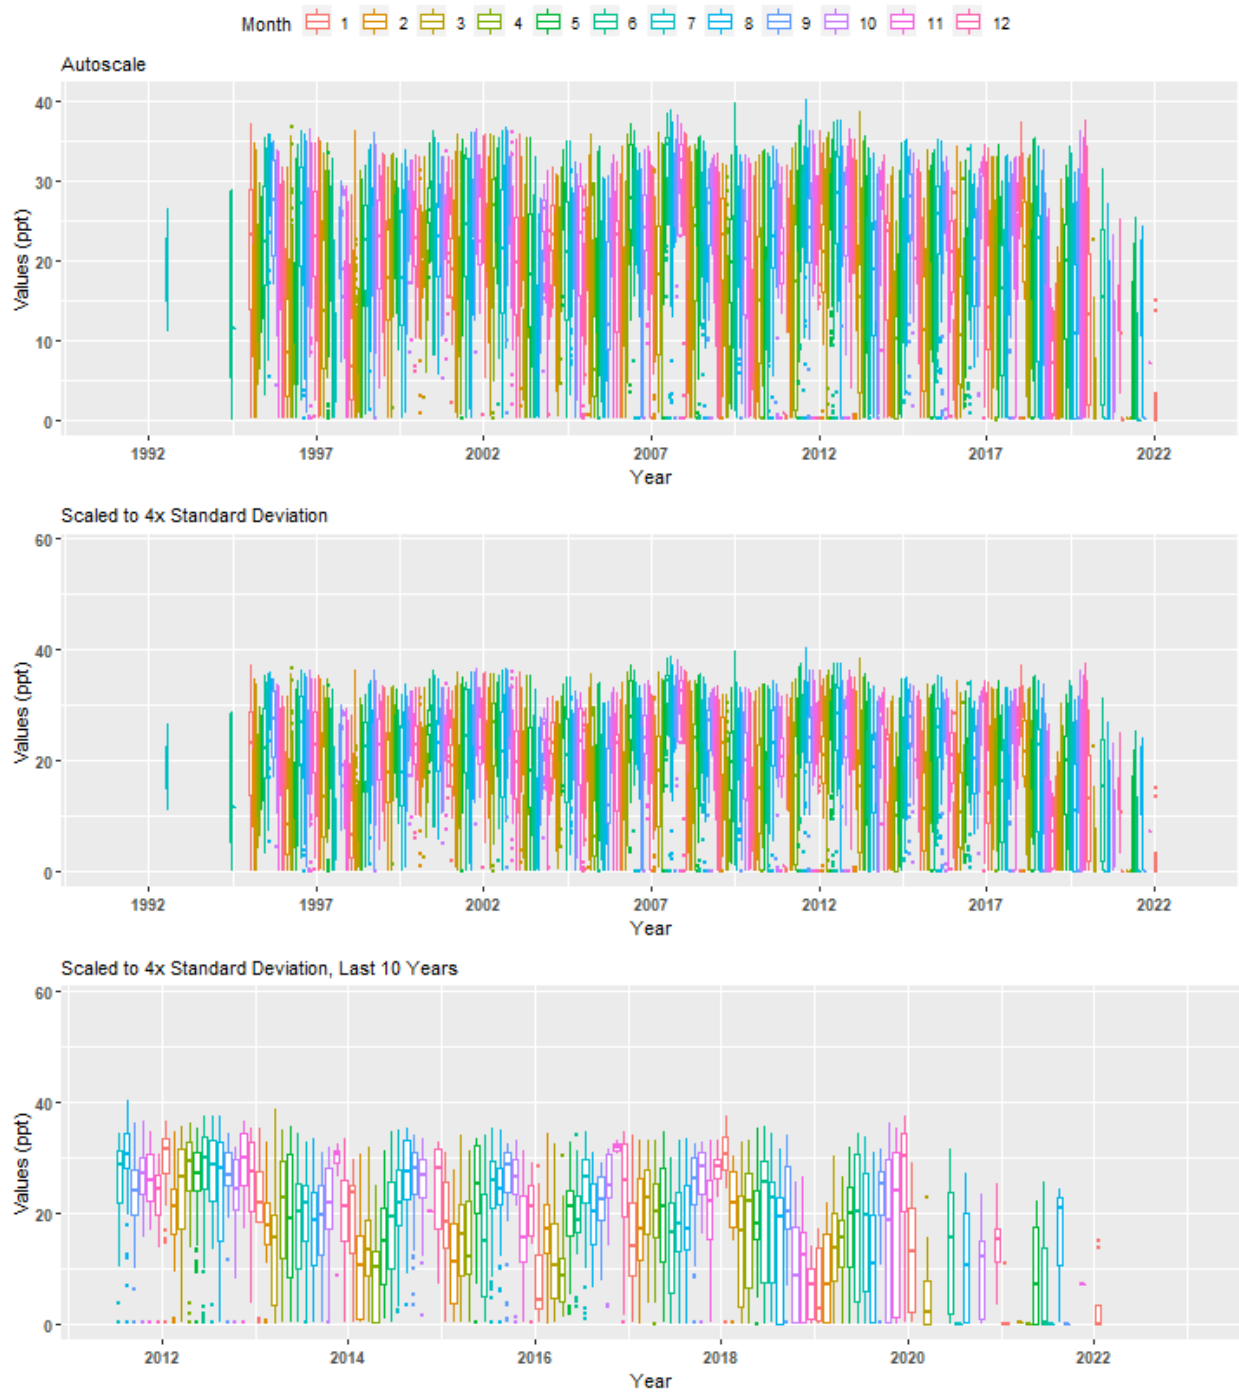 Month 1 2 3 4 5 6 7 8 9 10 11 12
Autoscale
Values (ppt)
40
30
20
10
0
1992 1997 2002 2007 2012 2017 2022
Year
Scaled to 4x Standard Deviation
Values (ppt)
60
40
20
0
1992 1997 2002 2007 2012 2017 2022
Year
Scaled to 4x Standard Deviation, Last 10 Years
Values (ppt)
60
40
20
0
2012 2014 2016 2018 2020 2022
Year